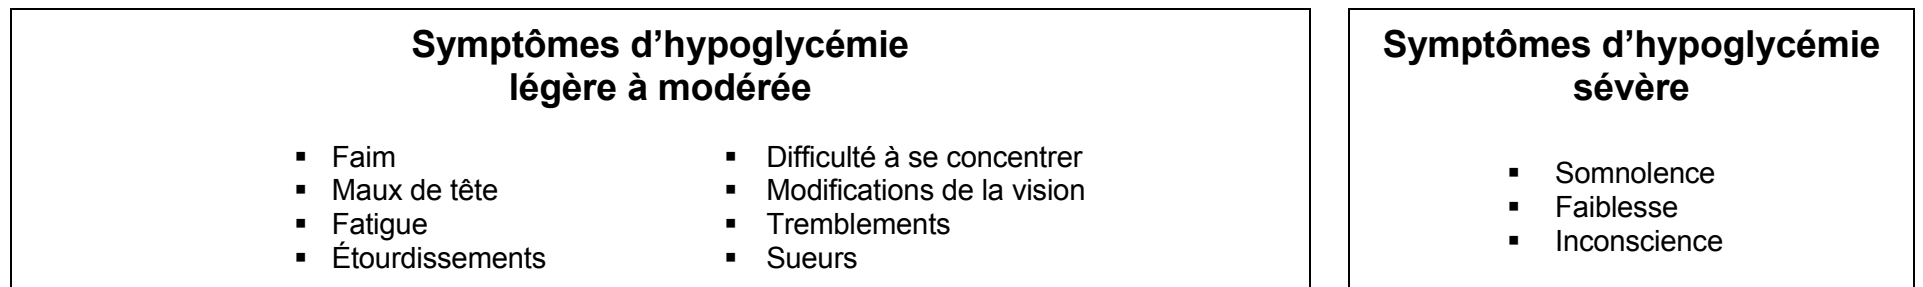 Symptômes d’hypoglycémie
légère à modérée
▪ Faim
▪ Maux de tête
▪ Fatigue
▪ Étourdissements
▪ Difficulté à se concentrer
▪ Modifications de la vision
▪ Tremblements
▪ Sueurs
Symptômes d’hypoglycémie
sévère
▪ Somnolence
▪ Faiblesse
▪ Inconscience